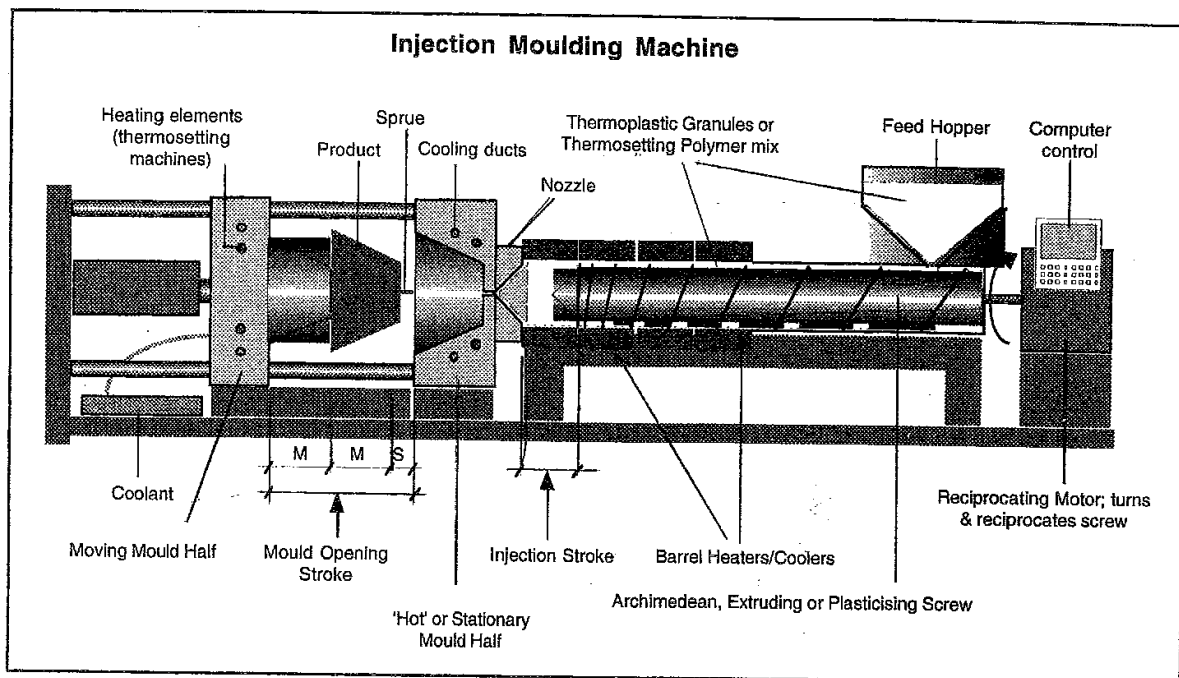 Injection Moulding Machine
Heating elements
(thermosetting
machines)
Sprue
Product
Cooling ducts
Nozzle
Thermoplastic Granules or
Thermosetting Polymer mix
Feed Hopper
Computer
control
M
M
S
Coolant
Moving Mould Half
Mould Opening
Stroke
'Hot' or Stationary
Mould Half
Injection Stroke
Barrel Heaters/Coolers
Archimedean, Extruding or Plasticising Screw
Reciprocating Motor; turns
& reciprocates screw